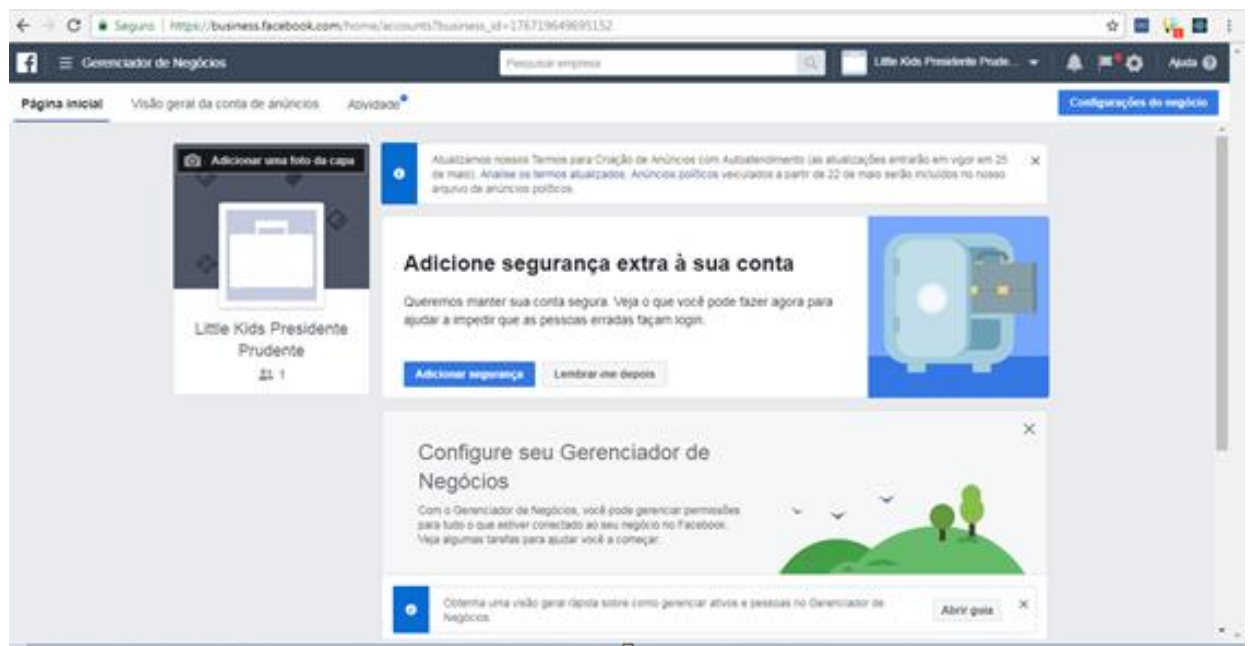 Seguro | https://business.facebook.com/home/accounts?business_id=176719649695152
f Gerenciador de Negócios
Pesquisar empresa
Little Kids Presidente Prude...
Ajuda
Página inicial
Visão geral da conta de anúncios
Atividade
Configurações do negócio
Adicionar uma foto da capa
Little Kids Presidente
Prudente
1
Atualizamos nossos Termos para Criação de Anúncios com Autoatendimento (as atualizações entrarão em vigor em 25
de maio). Analise os termos atualizados. Anúncios políticos veiculados a partir de 22 de maio serão incluídos no nosso
arquivo de anúncios políticos.
Adicione segurança extra à sua conta
Queremos manter sua conta segura. Veja o que você pode fazer agora para
ajudar a impedir que as pessoas erradas façam login.
Adicionar segurança
Lembrar-me depois
Configure seu Gerenciador de
Negócios
Com o Gerenciador de Negócios, você pode gerenciar permissões
para tudo o que estiver conectado ao seu negócio no Facebook.
Veja algumas tarefas para ajudar você a começar:
Obtenha uma visão geral rápida sobre como gerenciar ativos e pessoas no Gerenciador de
Negócios.
Abrir guia